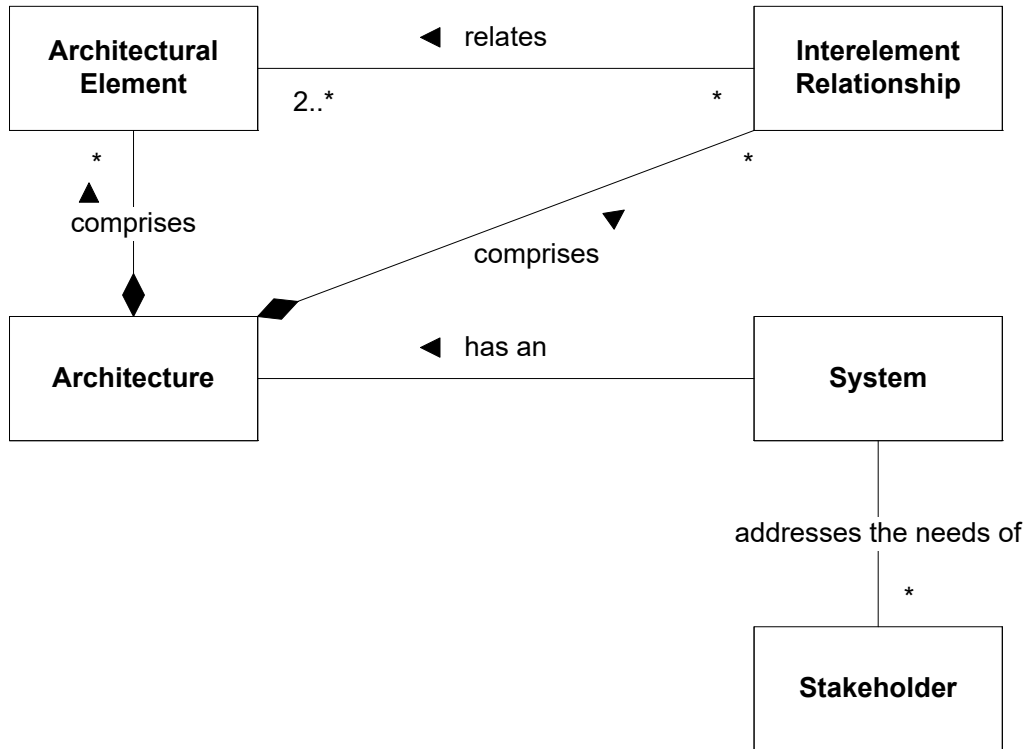 Architectural
Element
relates
Interelement
Relationship
2..*
*
*
*
comprises
comprises
Architecture
has an
System
addresses the needs of
*
Stakeholder